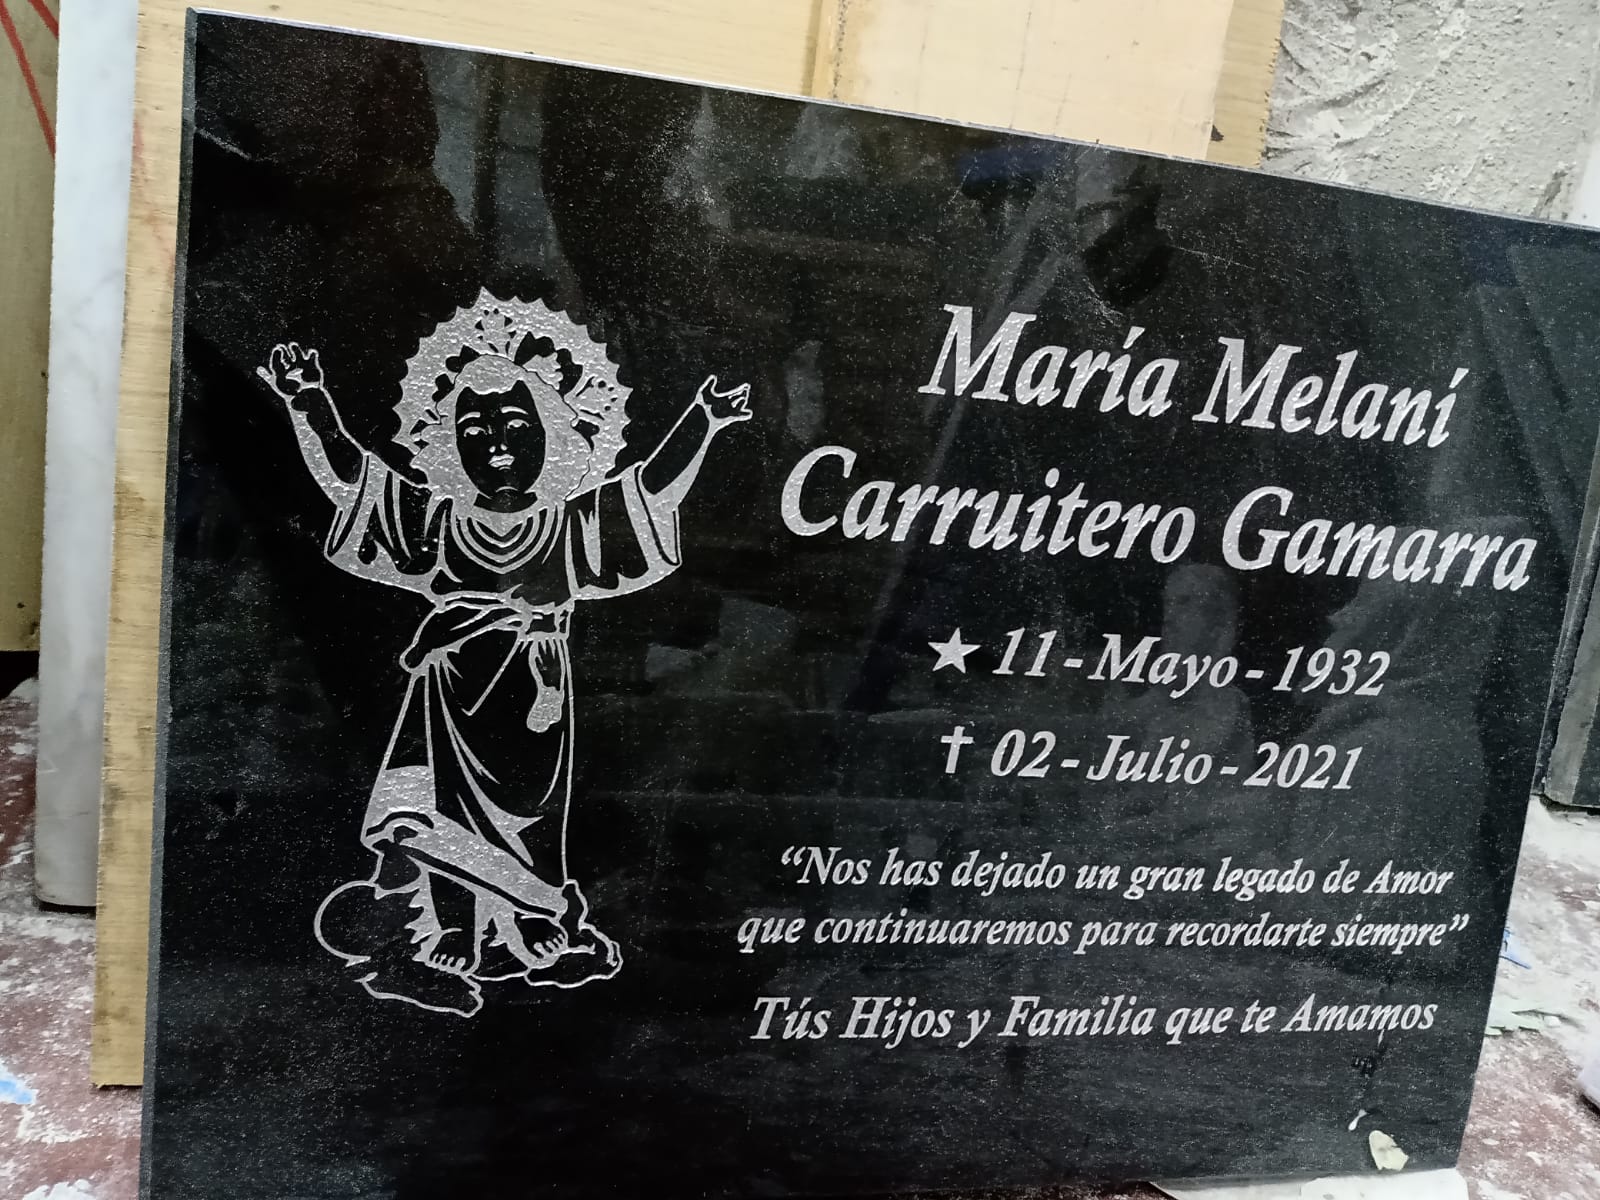 María Melaní
Carruitero Gamarra
★ 11 - Mayo - 1932
✝ 02 - Julio - 2021
“Nos has dejado un gran legado de Amor
que continuaremos para recordarte siempre”
Tús Hijos y Familia que te Amamos